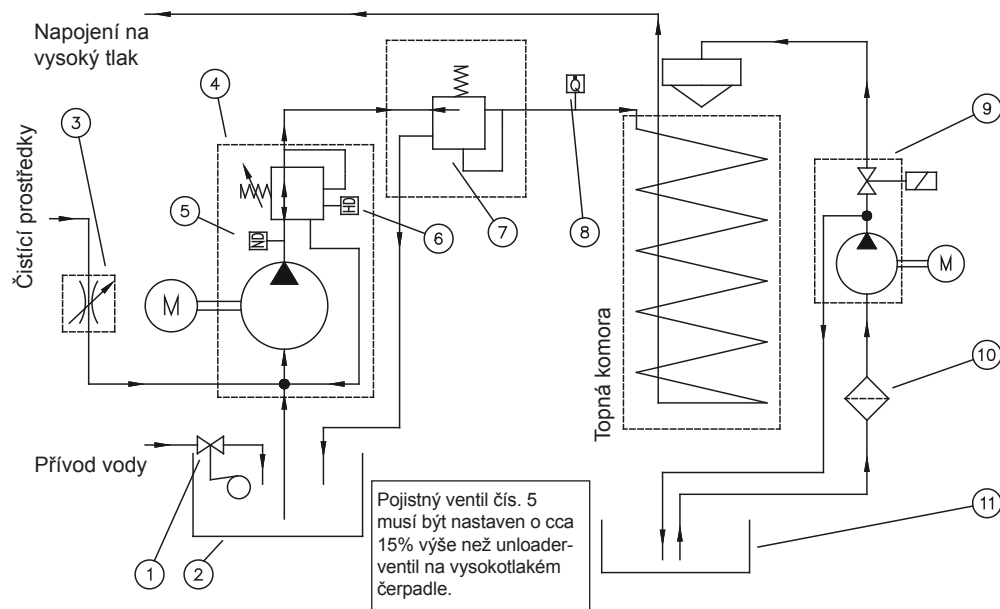 Napojení na
vysoký tlak
4
3
9
Čistící prostředky
Q
5
ND
HD
6
7
8
M
M
Topná komora
10
Přívod vody
Pojistný ventil čís. 5
musí být nastaven o cca
15% výše než unloader-
ventil na vysokotlakém
čerpadle.
11
1
2